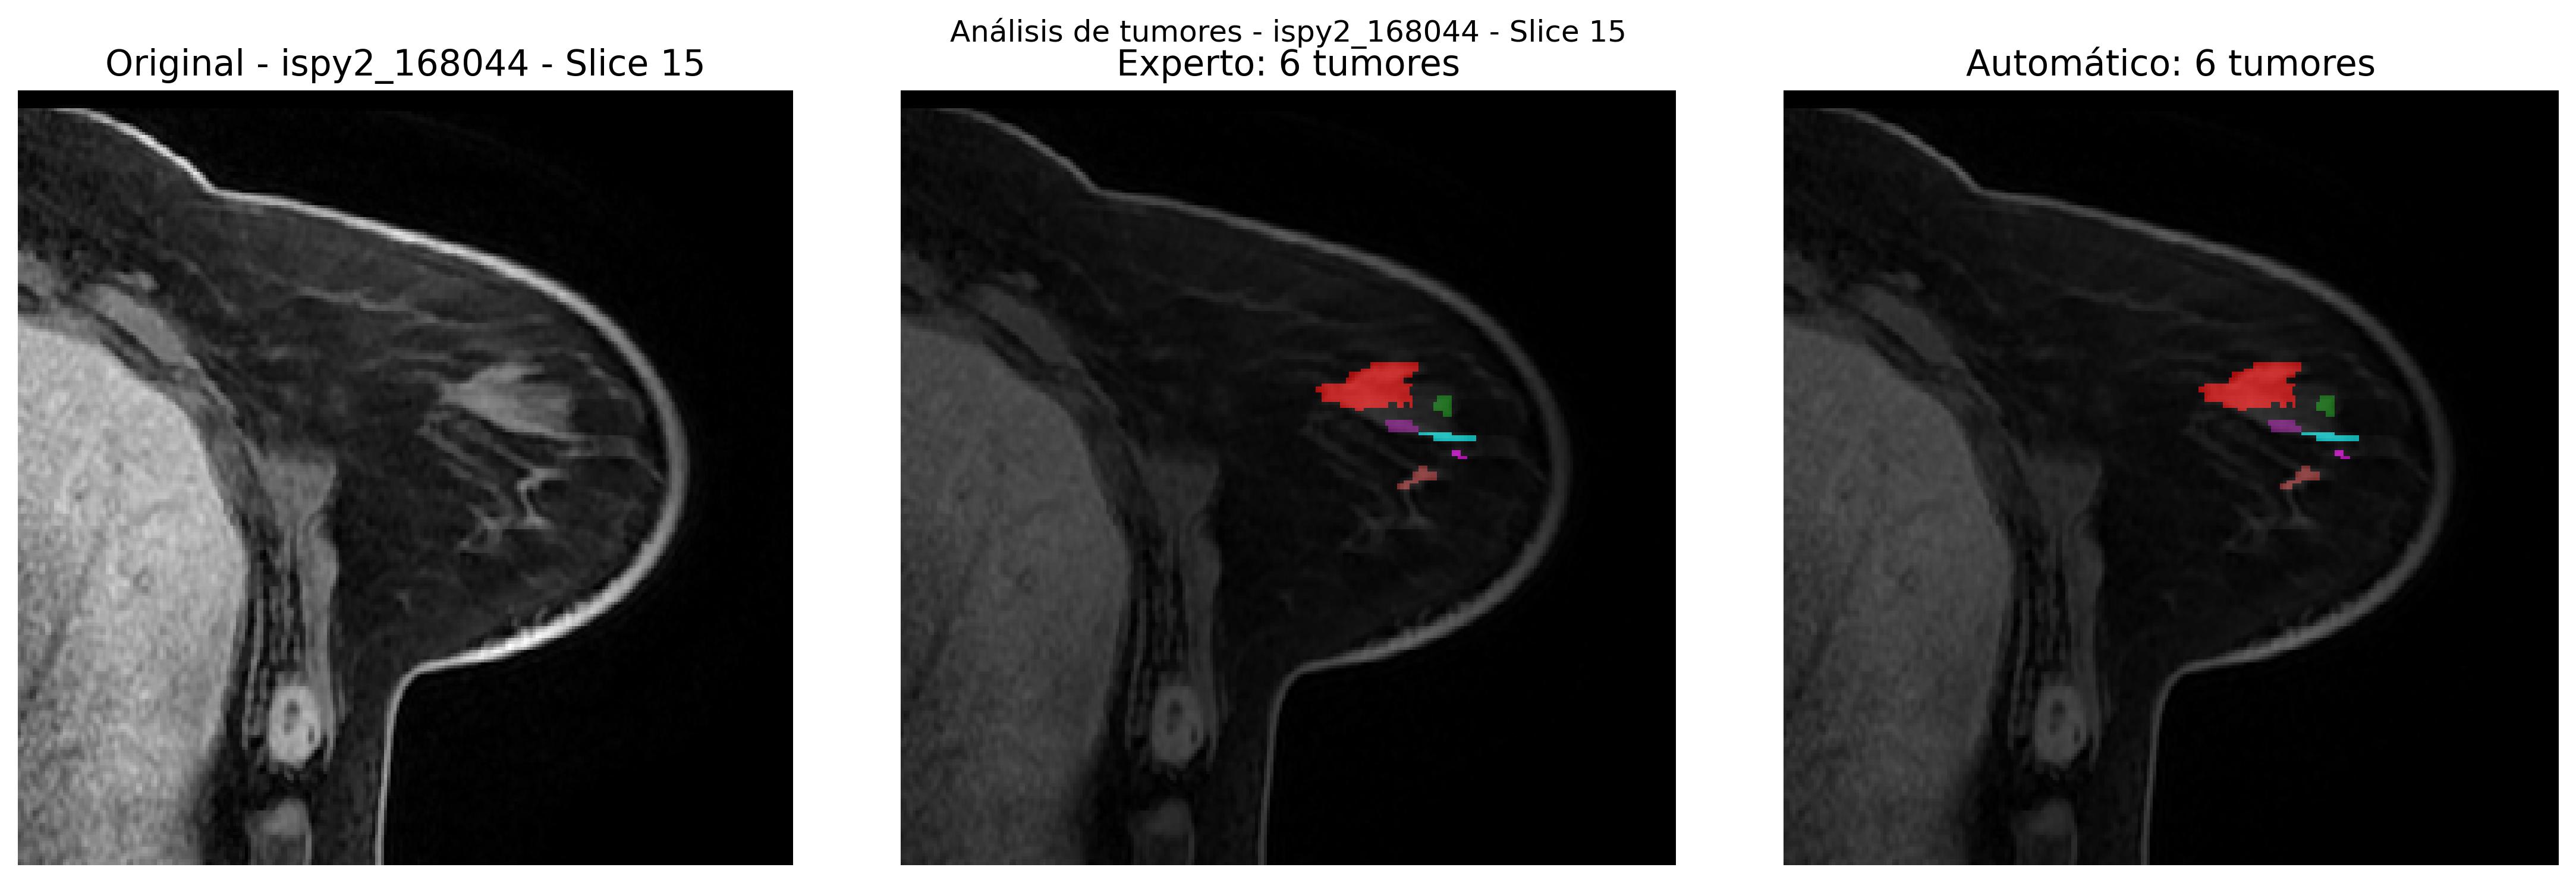 Análisis de tumores - ispy2_168044 - Slice 15
Original - ispy2_168044 - Slice 15
Experto: 6 tumores
Automático: 6 tumores